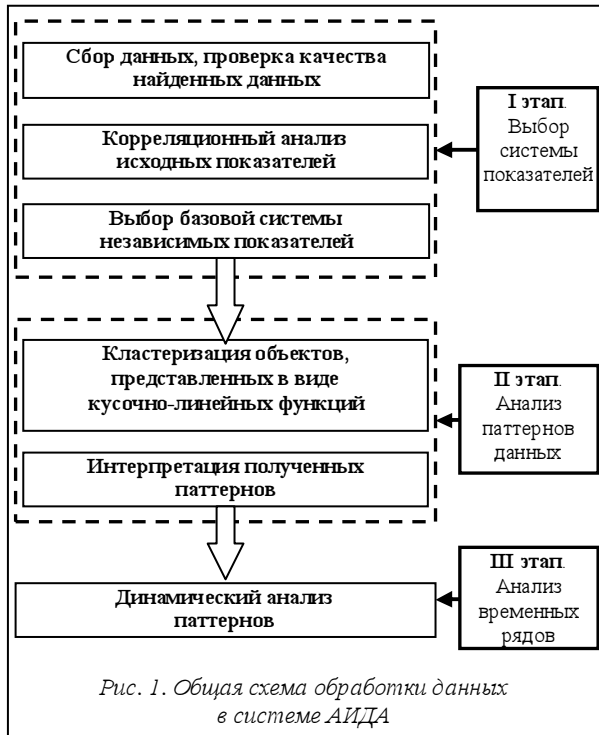 Сбор данных, проверка качества
найденных данных
Корреляционный анализ
исходных показателей
Выбор базовой системы
независимых показателей
I этап.
Выбор
системы
показателей
Кластеризация объектов,
представленных в виде
кусочно-линейных функций
Интерпретация полученных
паттернов
II этап.
Анализ
паттернов
данных
Динамический анализ
паттернов
III этап.
Анализ
временных
рядов
Рис. 1. Общая схема обработки данных
в системе АИДА